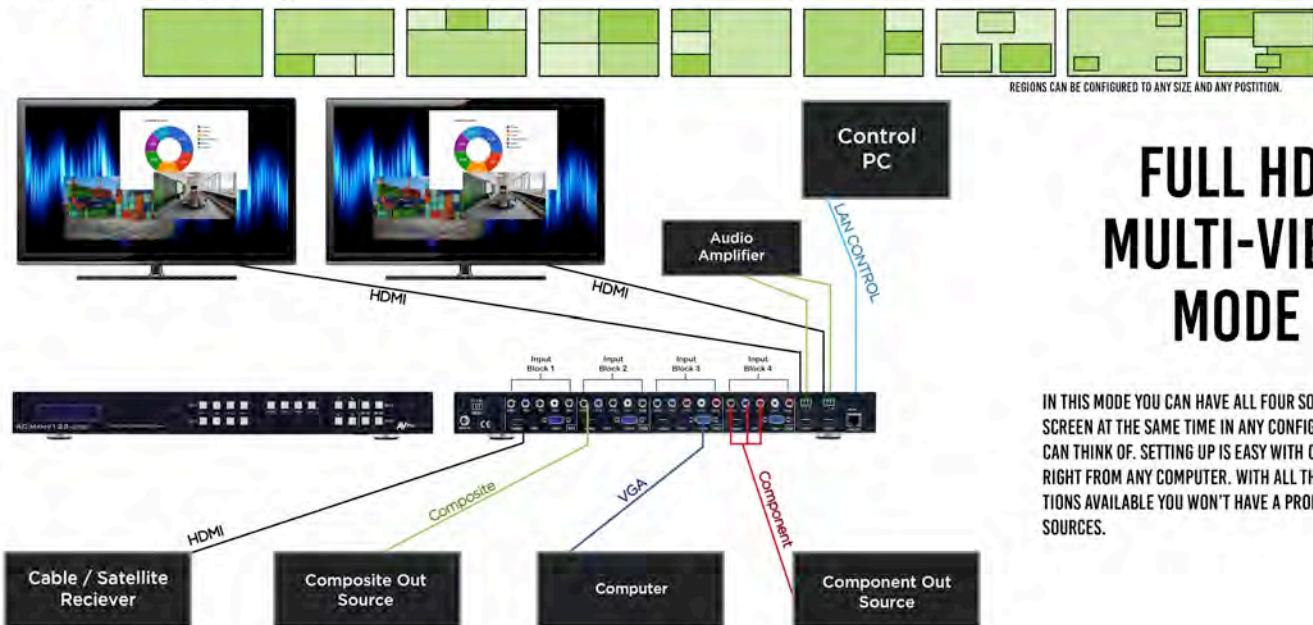 REGIONS CAN BE CONFIGURED TO ANY SIZE AND ANY POSTITION.
Control
PC
Audio
Amplifier
LAN CONTROL
HDMI
HDMI
FULL HD
MULTI-VIE
MODE
Input
Block 1
Input
Block 2
Input
Block 3
Input
Block 4
IN THIS MODE YOU CAN HAVE ALL FOUR SO
SCREEN AT THE SAME TIME IN ANY CONFIG
CAN THINK OF. SETTING UP IS EASY WITH
RIGHT FROM ANY COMPUTER. WITH ALL TH
TIONS AVAILABLE YOU WON'T HAVE A PRO
SOURCES.
HDMI
Composite
VGA
Component
Cable / Satellite
Reciever
Composite Out
Source
Computer
Component Out
Source